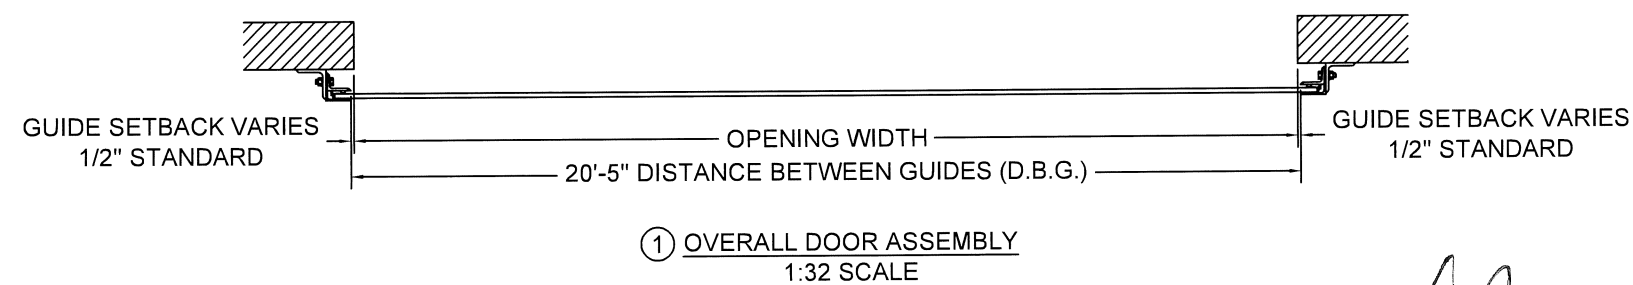 GUIDE SETBACK VARIES
1/2" STANDARD
OPENING WIDTH
20'-5" DISTANCE BETWEEN GUIDES (D.B.G.)
GUIDE SETBACK VARIES
1/2" STANDARD
1 OVERALL DOOR ASSEMBLY
1:32 SCALE